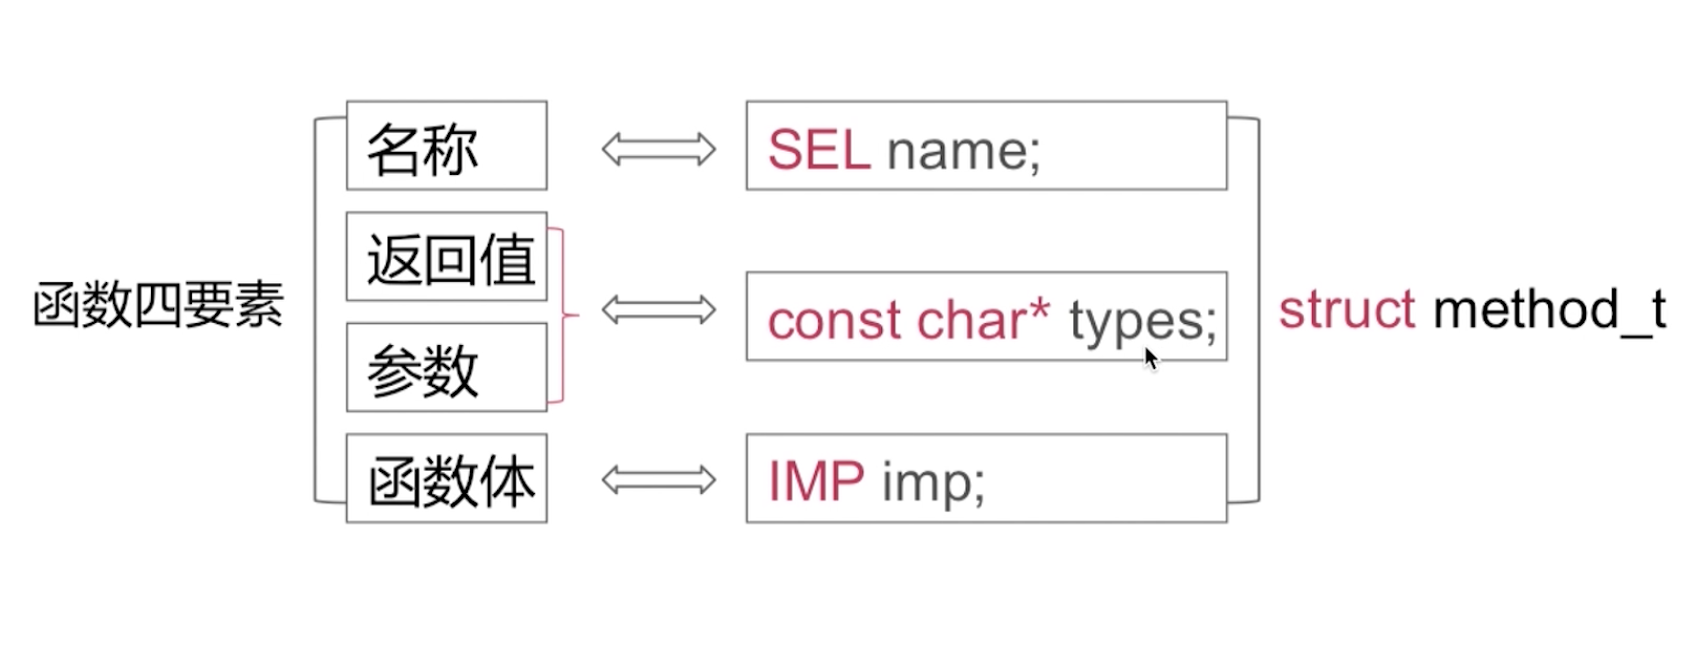 函数四要素
名称
返回值
参数
函数体
SEL name;
const char* types;
IMP imp;
struct method_t